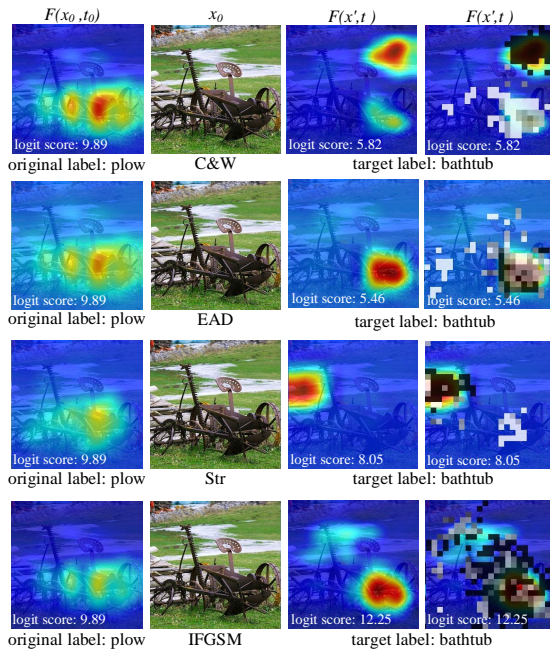 F(x₀,t₀) x₀ F(x',t) F(x',t)
logit score: 9.89 logit score: 5.82 logit score: 5.82
original label: plow C&W target label: bathtub
logit score: 9.89 logit score: 5.46 logit score: 5.46
original label: plow EAD target label: bathtub
logit score: 9.89 logit score: 8.05 logit score: 8.05
original label: plow Str target label: bathtub
logit score: 9.89 logit score: 12.25 logit score: 12.25
original label: plow IFGSM target label: bathtub